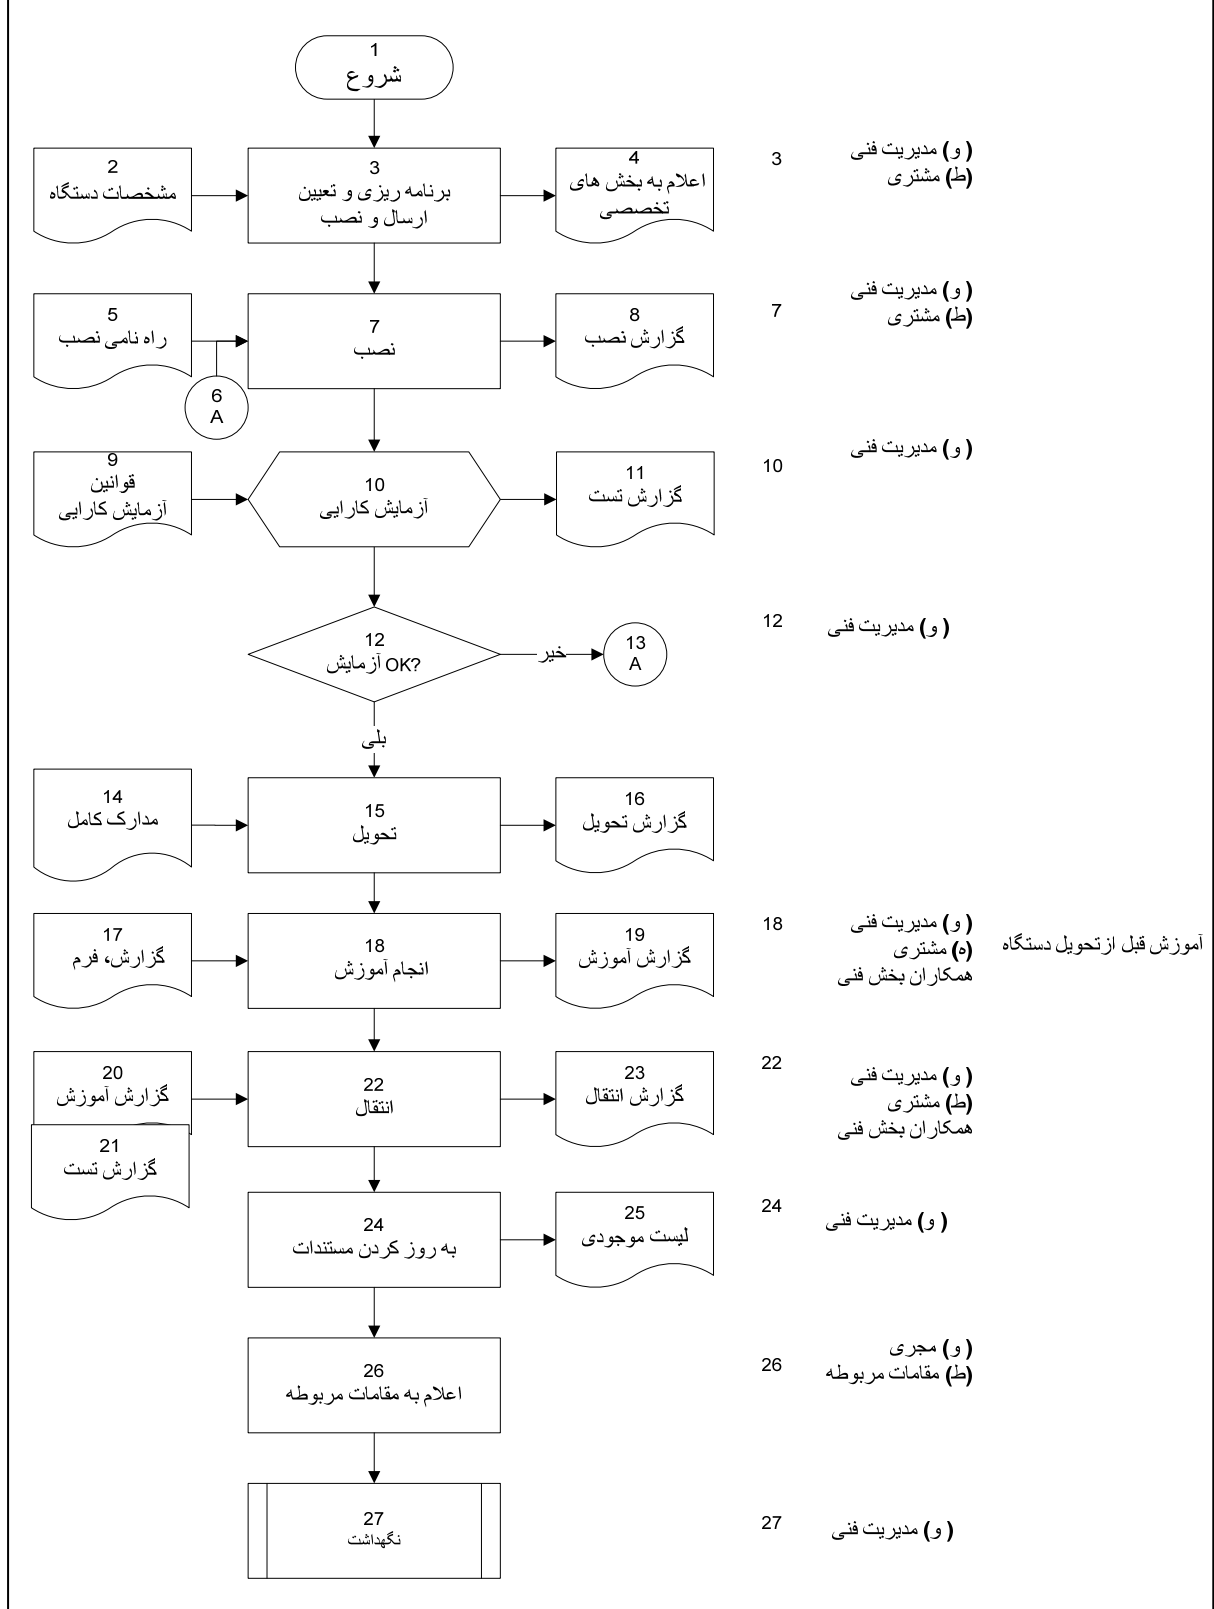 1
شروع
2
مشخصات دستگاه
3
برنامه ریزی و تعیین
ارسال و نصب
4
اعلام به بخش های
تخصصی
3
( و) مدیریت فنی
(ط) مشتری
5
راه نامی نصب
6
A
7
نصب
8
گزارش نصب
7
( و) مدیریت فنی
(ط) مشتری
9
قوانین
آزمایش کارایی
10
آزمایش کارایی
11
گزارش تست
10
( و) مدیریت فنی
12
آزمایش OK?
خیر
13
A
12
( و) مدیریت فنی
بلی
14
مدارک کامل
15
تحویل
16
گزارش تحویل
17
گزارش، فرم
18
انجام آموزش
19
گزارش آموزش
18
( و) مدیریت فنی
(ه) مشتری
همکاران بخش فنی
آموزش قبل ازتحویل دستگاه
20
گزارش آموزش
21
گزارش تست
22
انتقال
23
گزارش انتقال
22
( و) مدیریت فنی
(ط) مشتری
همکاران بخش فنی
24
به روز کردن مستندات
25
لیست موجودی
24
( و) مدیریت فنی
26
اعلام به مقامات مربوطه
26
( و) مجری
(ط) مقامات مربوطه
27
نگهداشت
27
( و) مدیریت فنی